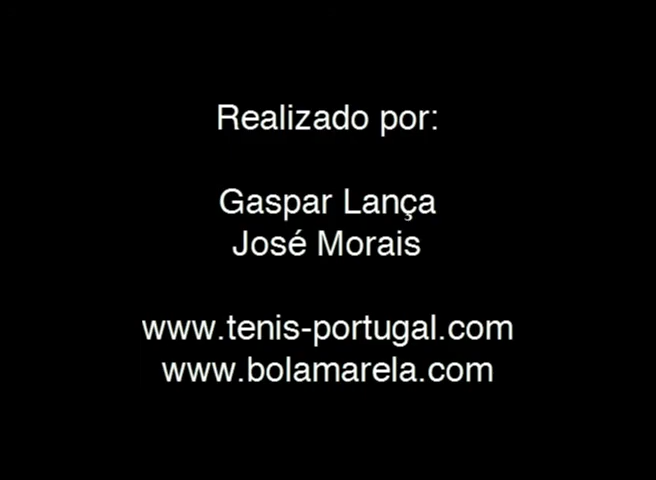 Realizado por:
Gaspar Lança
José Morais
www.tenis-portugal.com
www.bolamarela.com